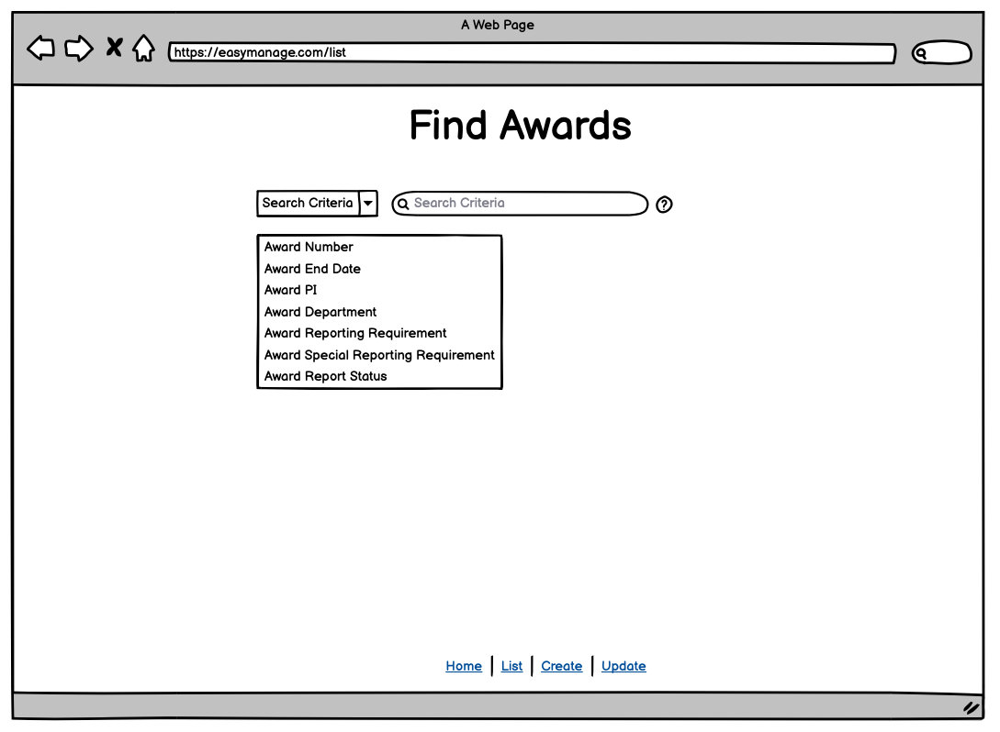 A Web Page
https://easymanage.com/list
Find Awards
Search Criteria Search Criteria ?
Award Number
Award End Date
Award PI
Award Department
Award Reporting Requirement
Award Special Reporting Requirement
Award Report Status
Home List Create Update